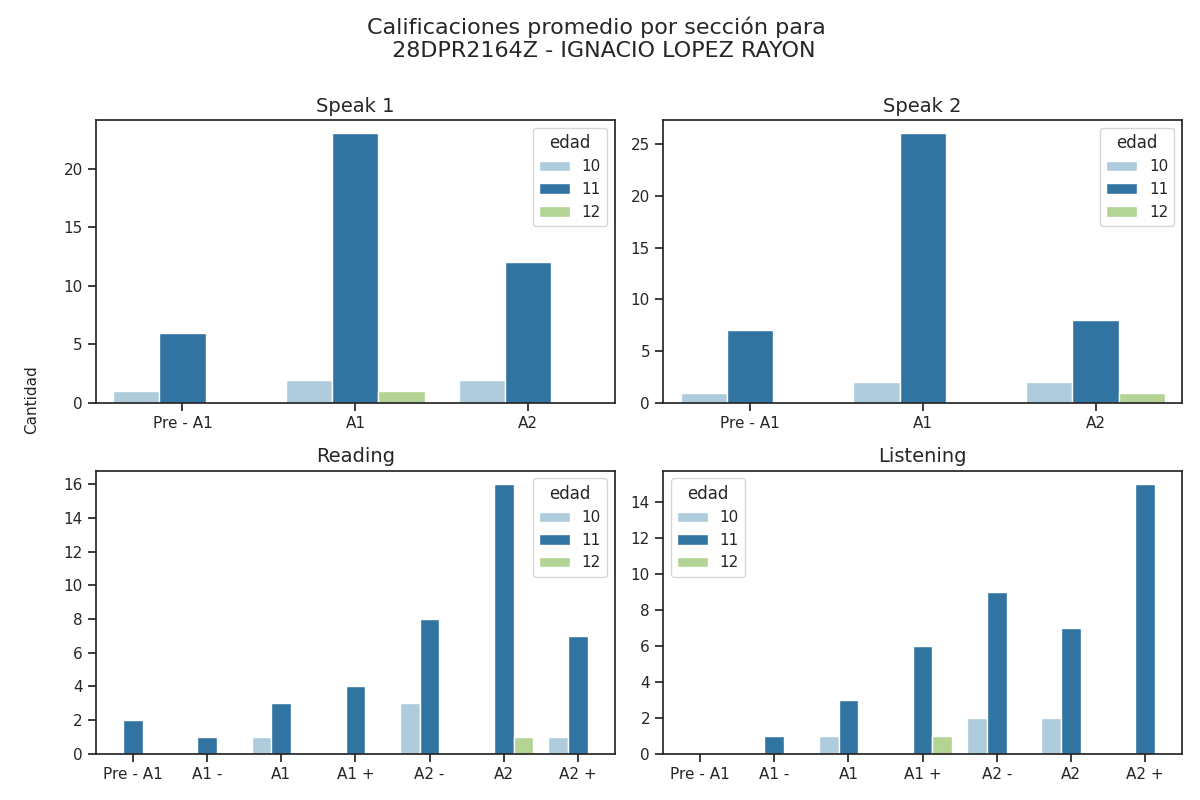 Calificaciones promedio por sección para
28DPR2164Z - IGNACIO LOPEZ RAYON
Cantidad
Speak 1
20
15
10
5
0
Pre - A1
A1
A2
edad
10
11
12
Speak 2
25
20
15
10
5
0
Pre - A1
A1
A2
edad
10
11
12
Reading
16
14
12
10
8
6
4
2
0
Pre - A1
A1 -
A1
A1 +
A2 -
A2
A2 +
edad
10
11
12
Listening
14
12
10
8
6
4
2
0
Pre - A1
A1 -
A1
A1 +
A2 -
A2
A2 +
edad
10
11
12